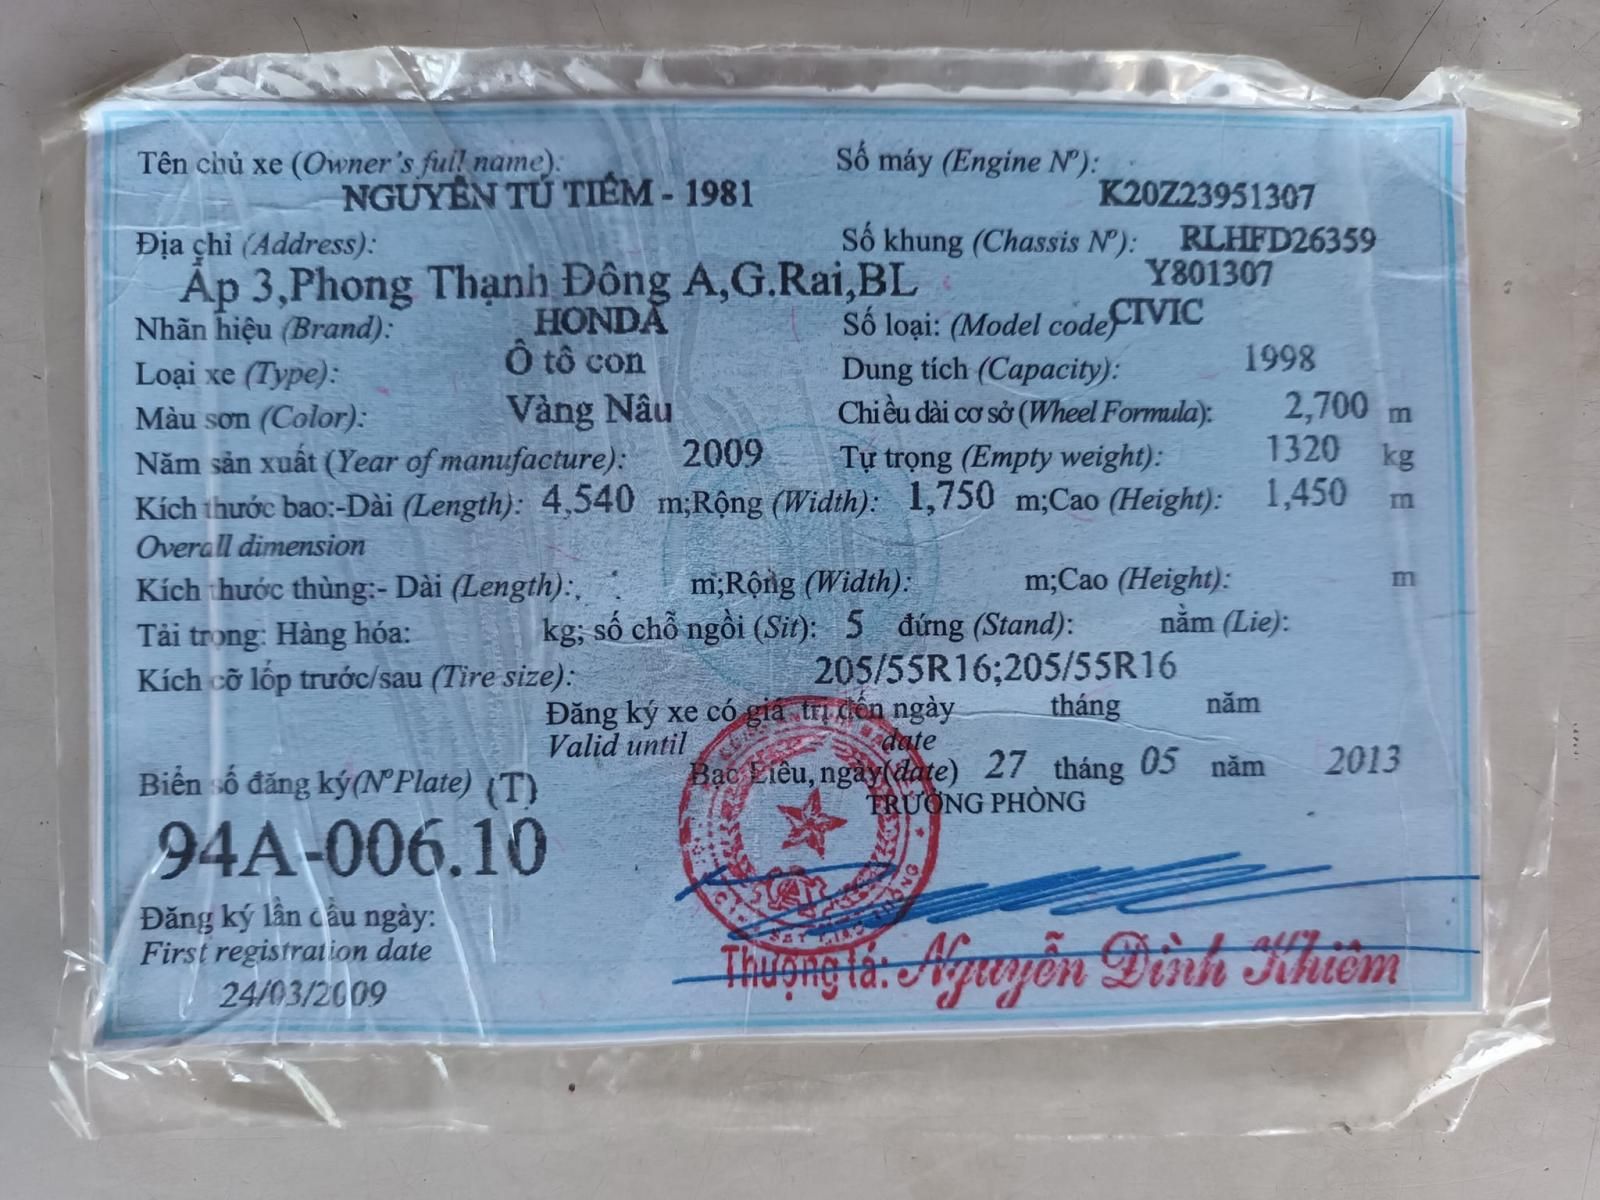 Tên chủ xe (Owner's full name):
NGUYỄN TÚ TIÊM - 1981
Số máy (Engine Nº):
K20Z23951307
Địa chỉ (Address):
Ấp 3,Phong Thạnh Đông A,G.Rai,BL
Số khung (Chassis Nº): RLHFD26359
Y801307
Nhãn hiệu (Brand): HONDA
Số loại: (Model code) CIVIC
Loại xe (Type): Ô tô con
Dung tích (Capacity): 1998
Màu sơn (Color): Vàng Nâu
Chiều dài cơ sở (Wheel Formula): 2,700 m
Năm sản xuất (Year of manufacture): 2009
Tự trọng (Empty weight): 1320 kg
Kích thước bao:-Dài (Length): 4,540 m;Rộng (Width): 1,750 m;Cao (Height): 1,450 m
Overall dimension
Kích thước thùng:- Dài (Length): m;Rộng (Width): m;Cao (Height): m
Tải trọng: Hàng hóa: kg; số chỗ ngồi (Sit): 5 đứng (Stand): nằm (Lie):
Kích cỡ lốp trước/sau (Tire size): 205/55R16;205/55R16
Đăng ký xe có giá trị đến ngày tháng năm
Valid until date
Bạc Liêu, ngày(date) 27 tháng 05 năm 2013
TRƯỞNG PHÒNG
Biển số đăng ký(Nº Plate) (T)
94A-006.10
Đăng ký lần đầu ngày:
First registration date
24/03/2009
Thượng tá: Nguyễn Đình Khiêm